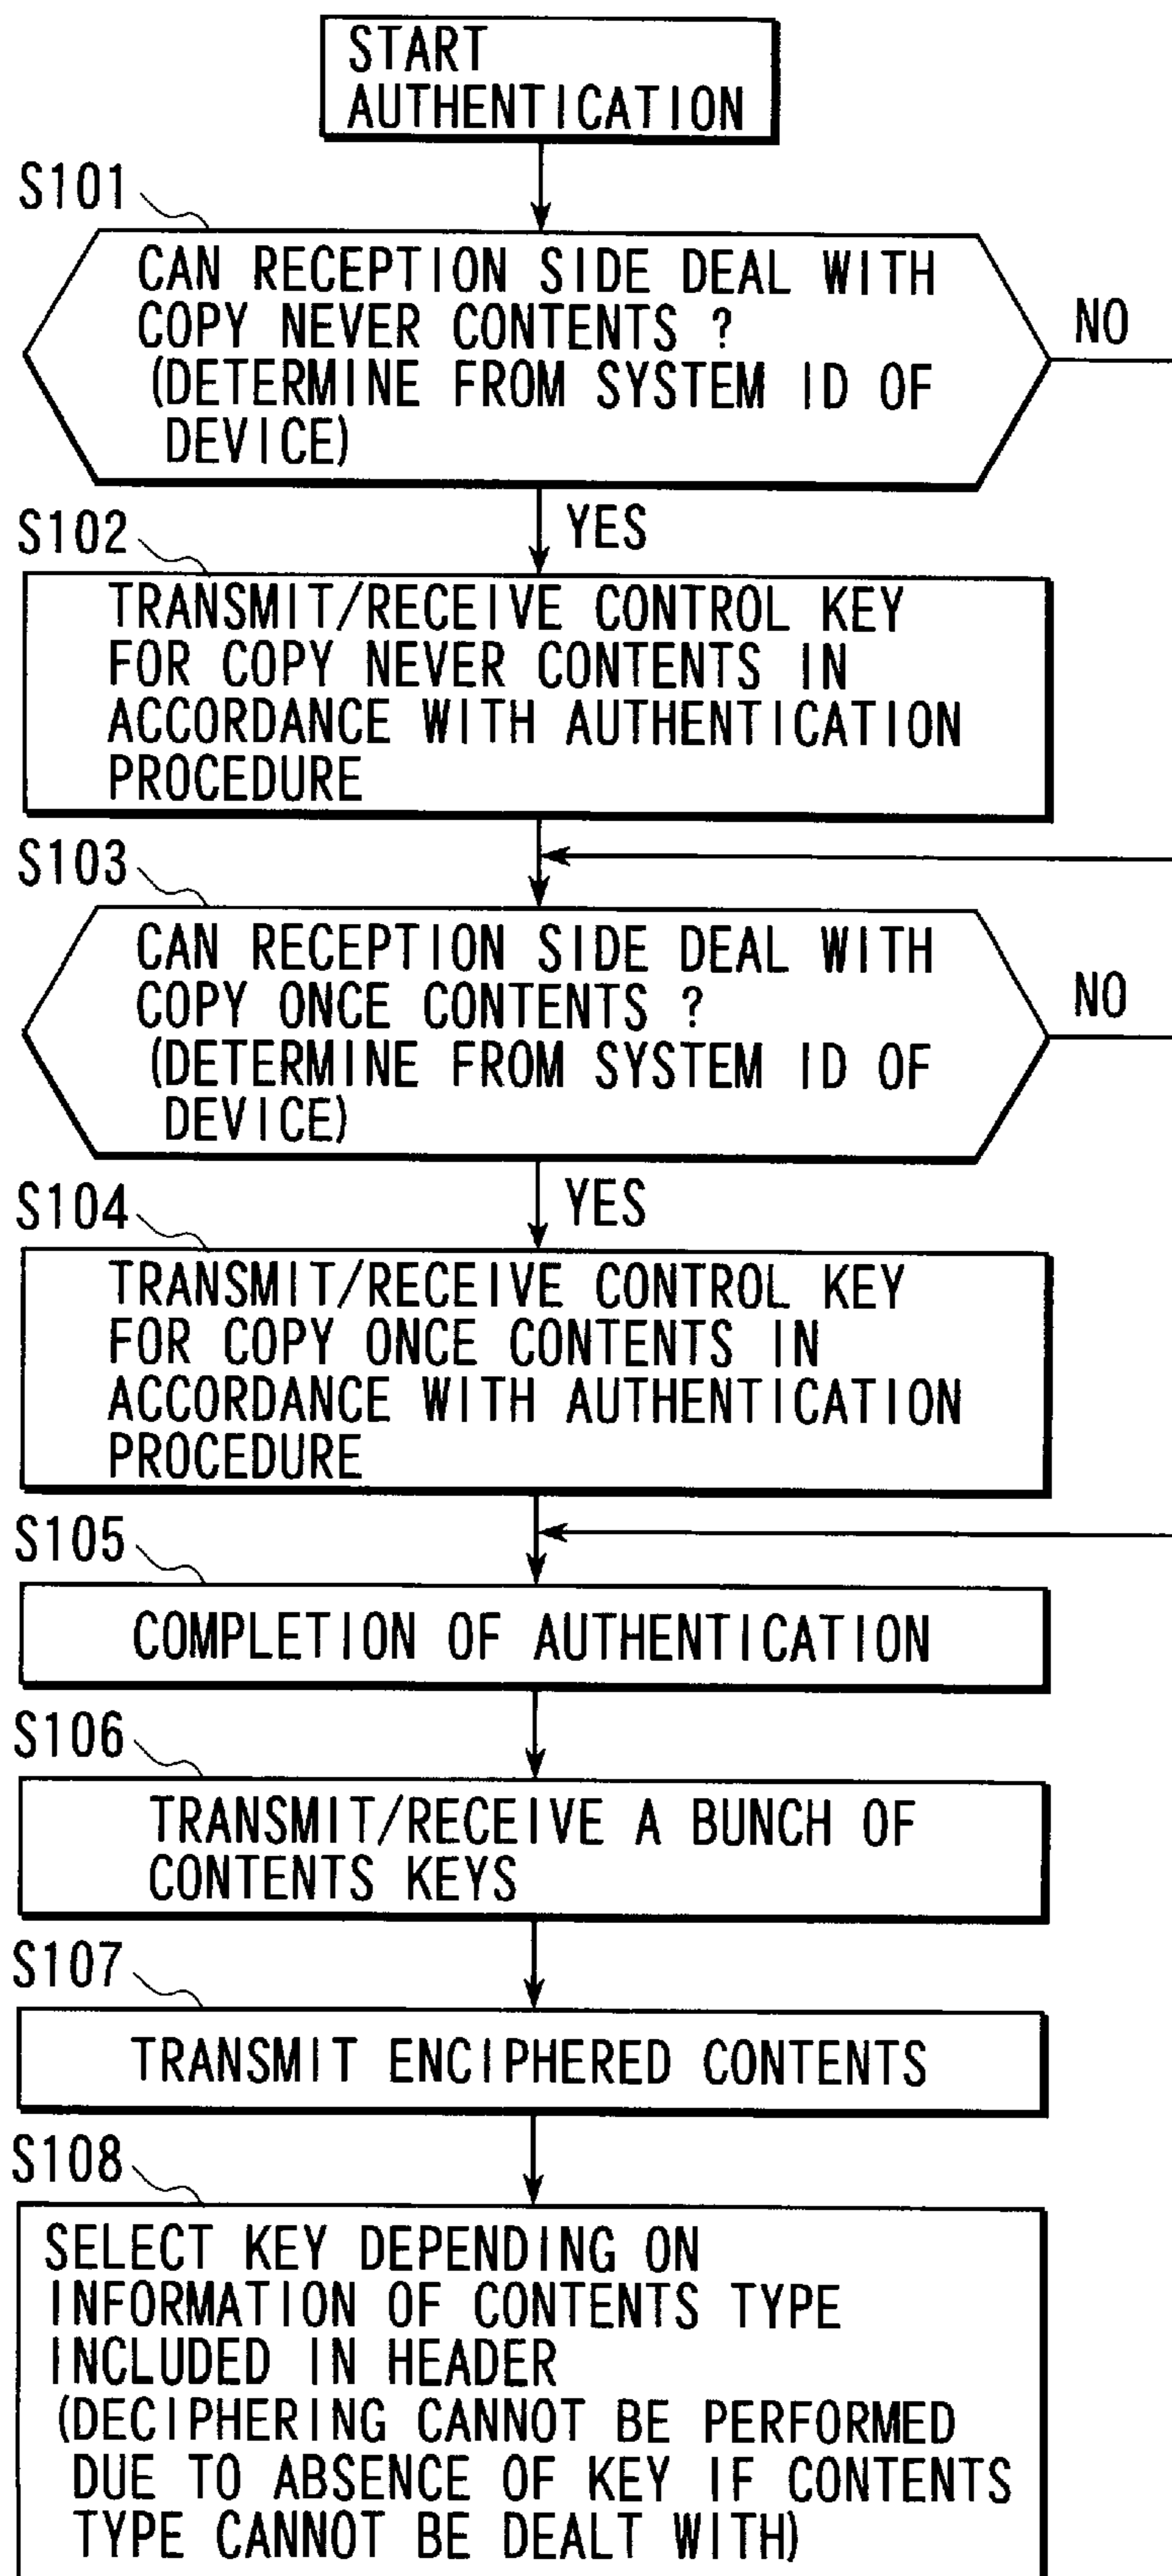 START
AUTHENTICATION
S101
CAN RECEPTION SIDE DEAL WITH
COPY NEVER CONTENTS ?
(DETERMINE FROM SYSTEM ID OF
DEVICE)
NO
YES
S102
TRANSMIT/RECEIVE CONTROL KEY
FOR COPY NEVER CONTENTS IN
ACCORDANCE WITH AUTHENTICATION
PROCEDURE
S103
CAN RECEPTION SIDE DEAL WITH
COPY ONCE CONTENTS ?
(DETERMINE FROM SYSTEM ID OF
DEVICE)
NO
YES
S104
TRANSMIT/RECEIVE CONTROL KEY
FOR COPY ONCE CONTENTS IN
ACCORDANCE WITH AUTHENTICATION
PROCEDURE
S105
COMPLETION OF AUTHENTICATION
S106
TRANSMIT/RECEIVE A BUNCH OF
CONTENTS KEYS
S107
TRANSMIT ENCIPHERED CONTENTS
S108
SELECT KEY DEPENDING ON
INFORMATION OF CONTENTS TYPE
INCLUDED IN HEADER
(DECIPHERING CANNOT BE PERFORMED
DUE TO ABSENCE OF KEY IF CONTENTS
TYPE CANNOT BE DEALT WITH)